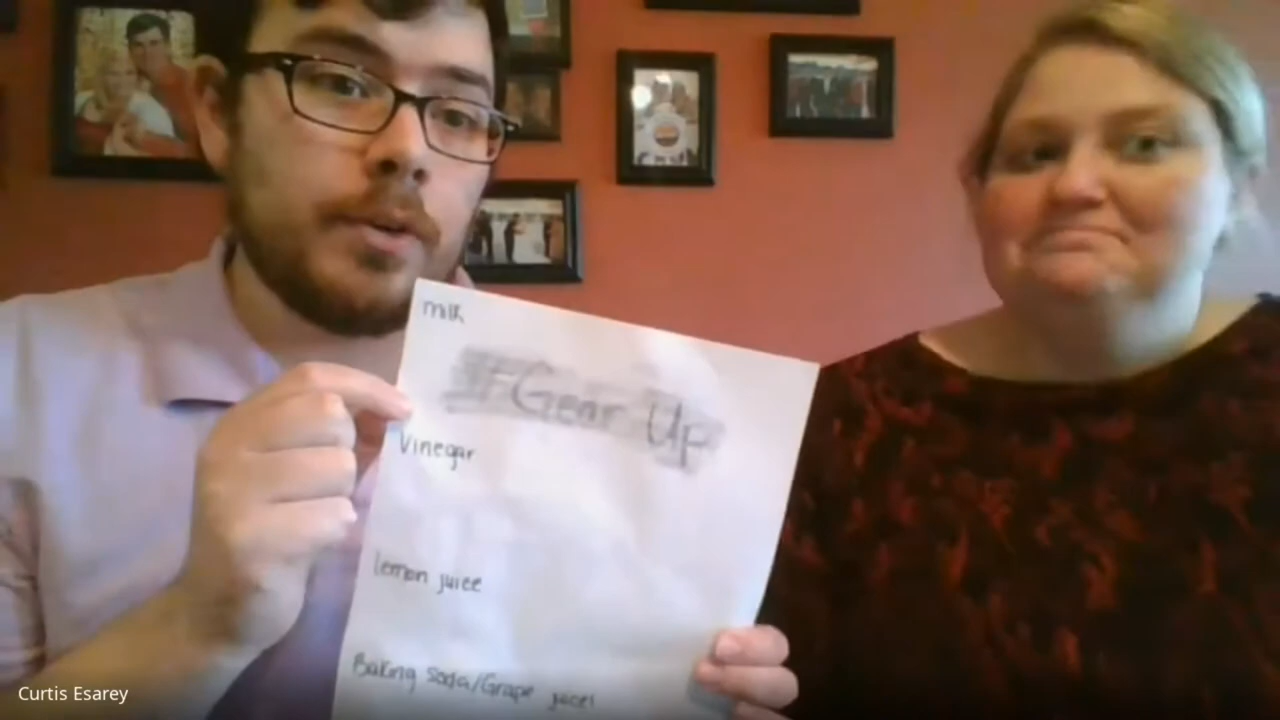 milk
#Gear Up
Vinegar
lemon juice
Baking soda/Grape juice!
Curtis Esarey